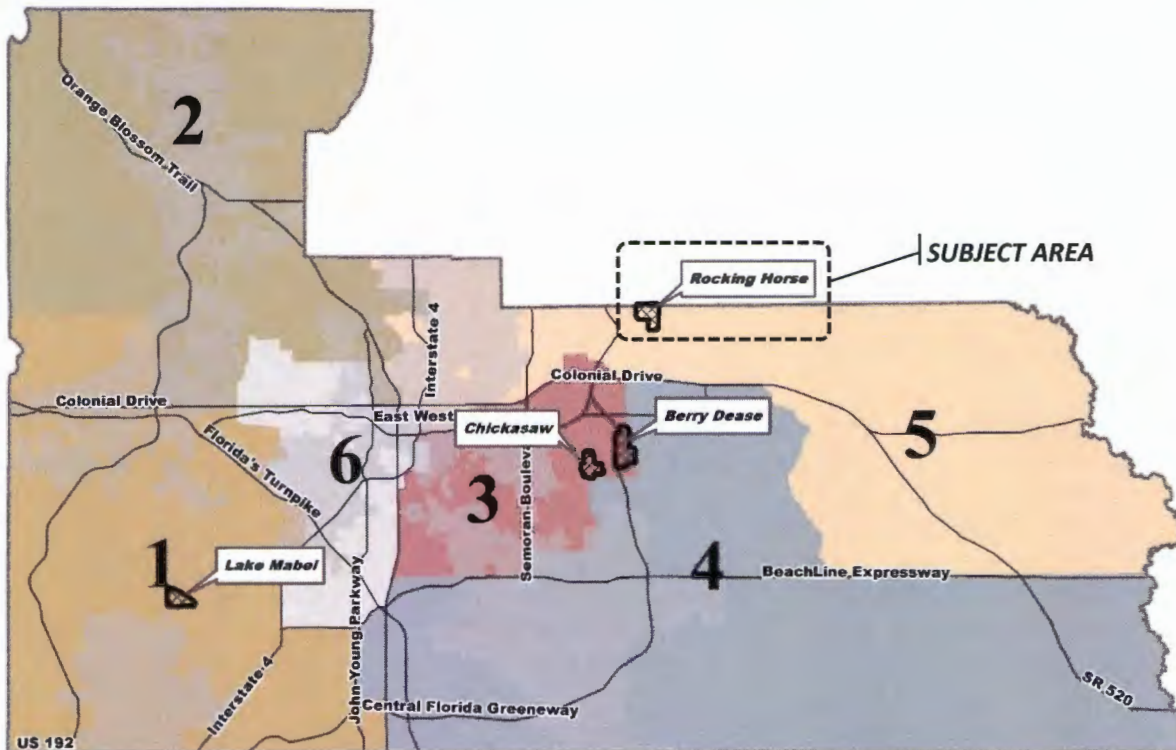 Orange Blossom Trail
2
SUBJECT AREA
Rocking Horse
Interstate 4
Colonial Drive
Colonial Drive
East West
Chickasaw
Berry Dease
5
Florida's Turnpike
6
3
Semoran Boulev
4
1
Lake Mabel
BeachLine Expressway
John Young Parkway
Interstate 4
Central Florida Greeneway
SR 520
US 192